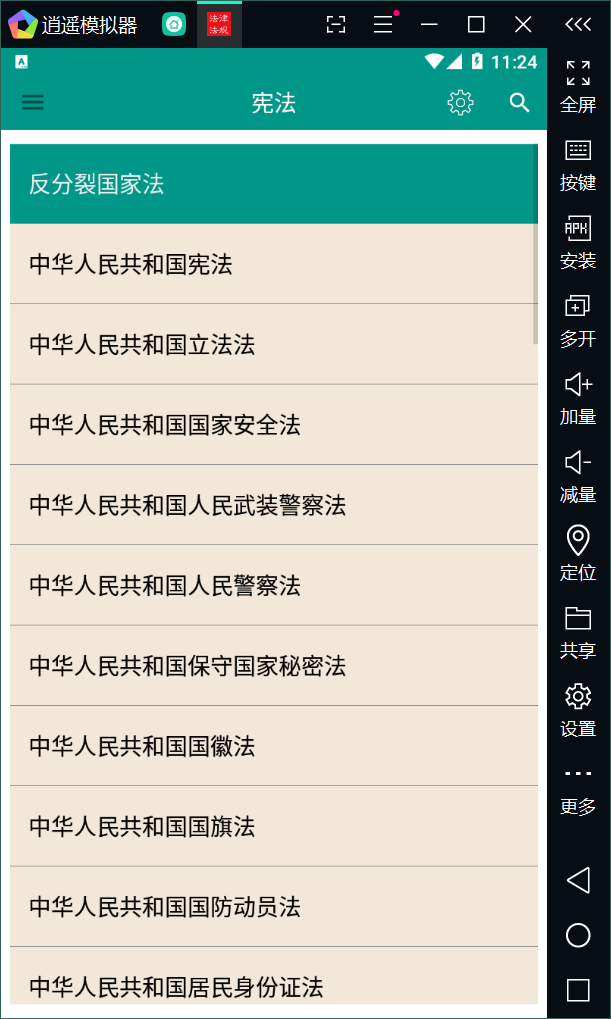 逍遥模拟器
法津
法规
11:24
宪法
反分裂国家法
中华人民共和国宪法
中华人民共和国立法法
中华人民共和国国家安全法
中华人民共和国人民武装警察法
中华人民共和国人民警察法
中华人民共和国保守国家秘密法
中华人民共和国国徽法
中华人民共和国国旗法
中华人民共和国国防动员法
中华人民共和国居民身份证法
全屏
按键
APK
安装
多开
加量
减量
定位
共享
设置
更多